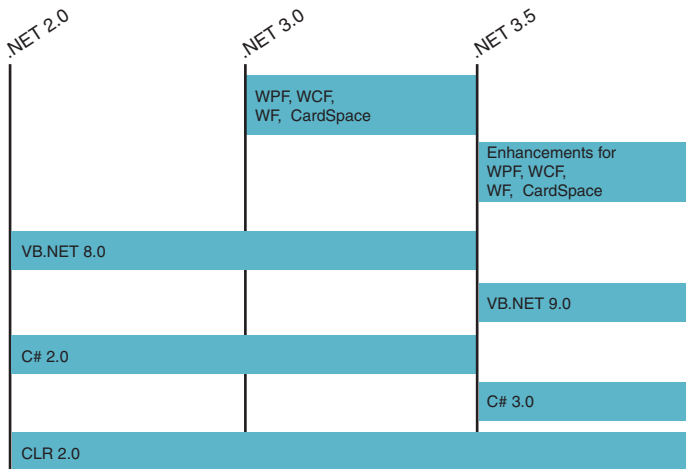 .NET 2.0
.NET 3.0
.NET 3.5
WPF, WCF,
WF, CardSpace
Enhancements for
WPF, WCF,
WF, CardSpace
VB.NET 8.0
VB.NET 9.0
C# 2.0
C# 3.0
CLR 2.0